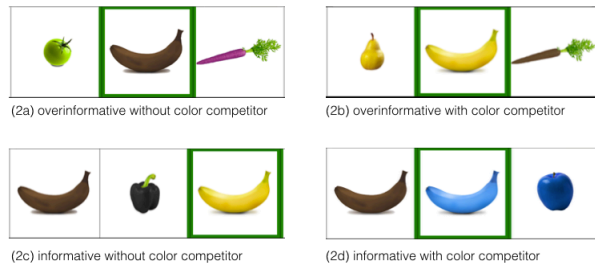 (2a) overinformative without color competitor
(2b) overinformative with color competitor
(2c) informative without color competitor
(2d) informative with color competitor